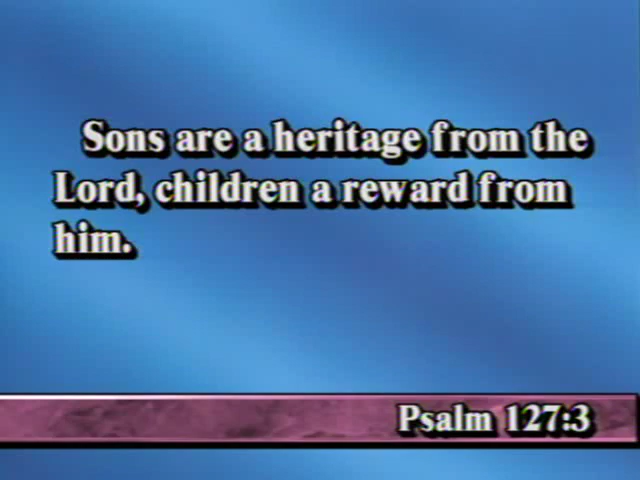 Sons are a heritage from the
Lord, children a reward from
him.
Psalm 127:3